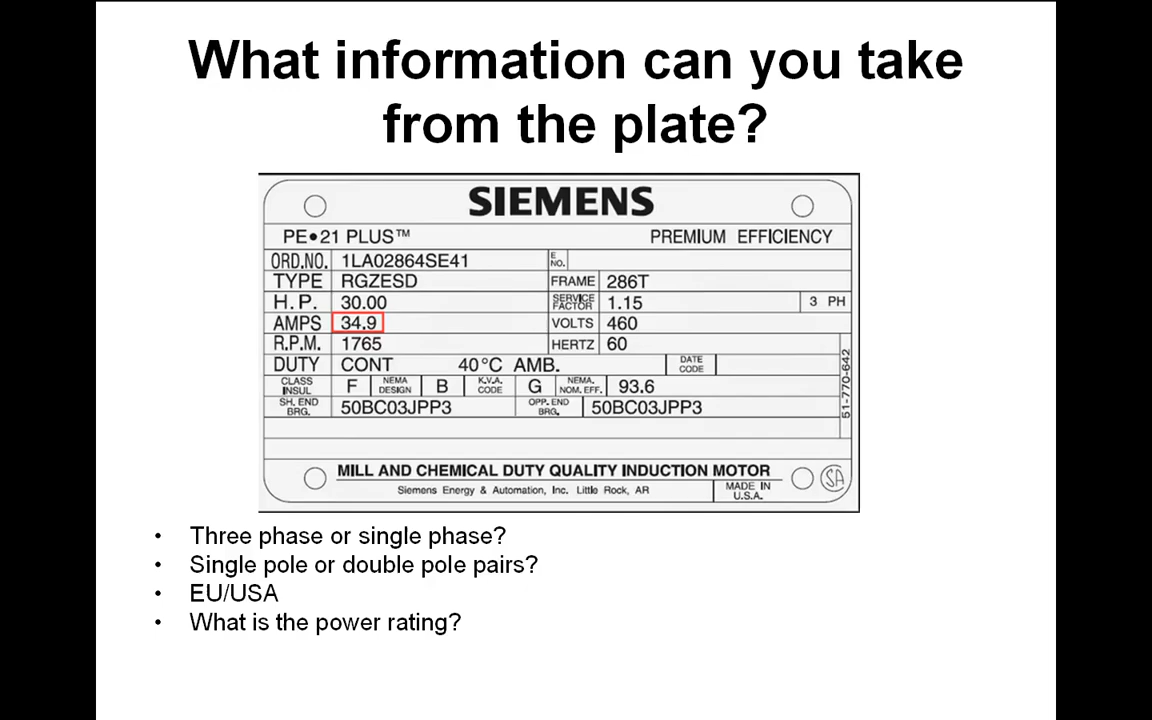 What information can you take
from the plate?
SIEMENS
PE•21 PLUS™ PREMIUM EFFICIENCY
ORD.NO. 1LA02864SE41 E NO.
TYPE RGZESD FRAME 286T
H.P. 30.00 SERVICE FACTOR 1.15 3 PH
AMPS 34.9 VOLTS 460
R.P.M. 1765 HERTZ 60
DUTY CONT 40°C AMB. DATE CODE
CLASS INSUL F NEMA DESIGN B K.V.A. CODE G NEMA. NOM. EFF. 93.6
SH. END BRG. 50BC03JPP3 OPP. END BRG. 50BC03JPP3
51-770-642
MILL AND CHEMICAL DUTY QUALITY INDUCTION MOTOR
Siemens Energy & Automation, Inc. Little Rock, AR MADE IN U.S.A.
SA
• Three phase or single phase?
• Single pole or double pole pairs?
• EU/USA
• What is the power rating?